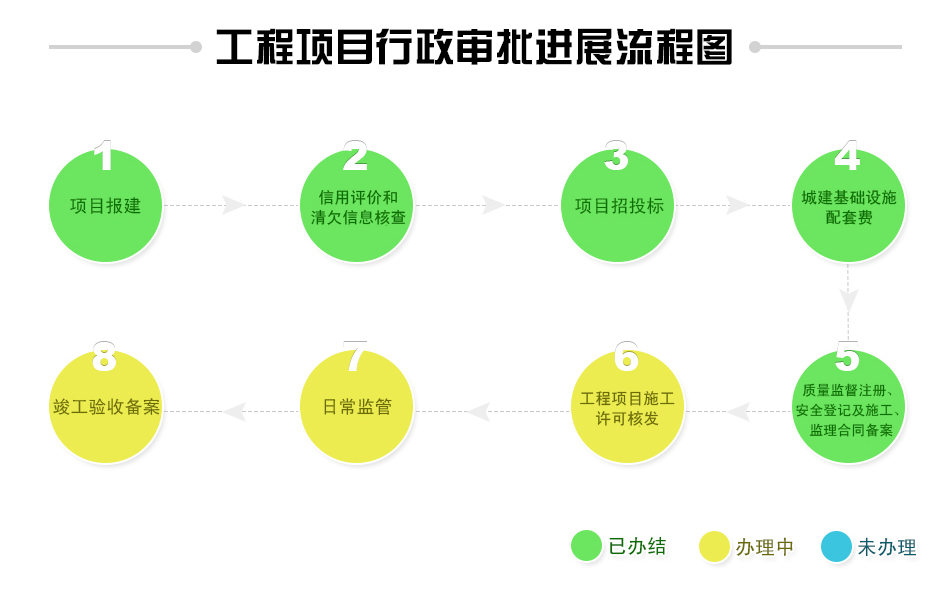 工程项目行政审批进展流程图
1
项目报建
2
信用评价和
清欠信息核查
3
项目招投标
4
城建基础设施
配套费
5
质量监督注册、
安全登记及施工、
监理合同备案
6
工程项目施工
许可核发
7
日常监管
8
竣工验收备案
已办结
办理中
未办理